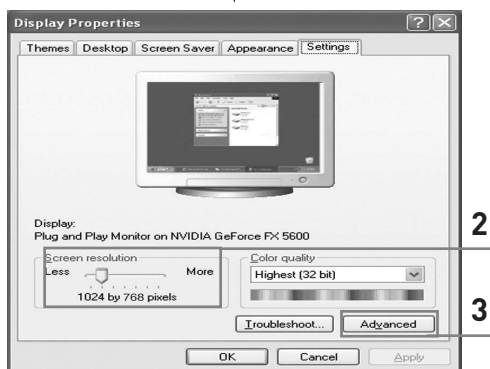 Display Properties
Themes Desktop Screen Saver Appearance Settings
Display:
Plug and Play Monitor on NVIDIA GeForce FX 5600
Screen resolution
Less More
1024 by 768 pixels
Color quality
Highest (32 bit)
2
Troubleshoot... Advanced
3
OK Cancel Apply